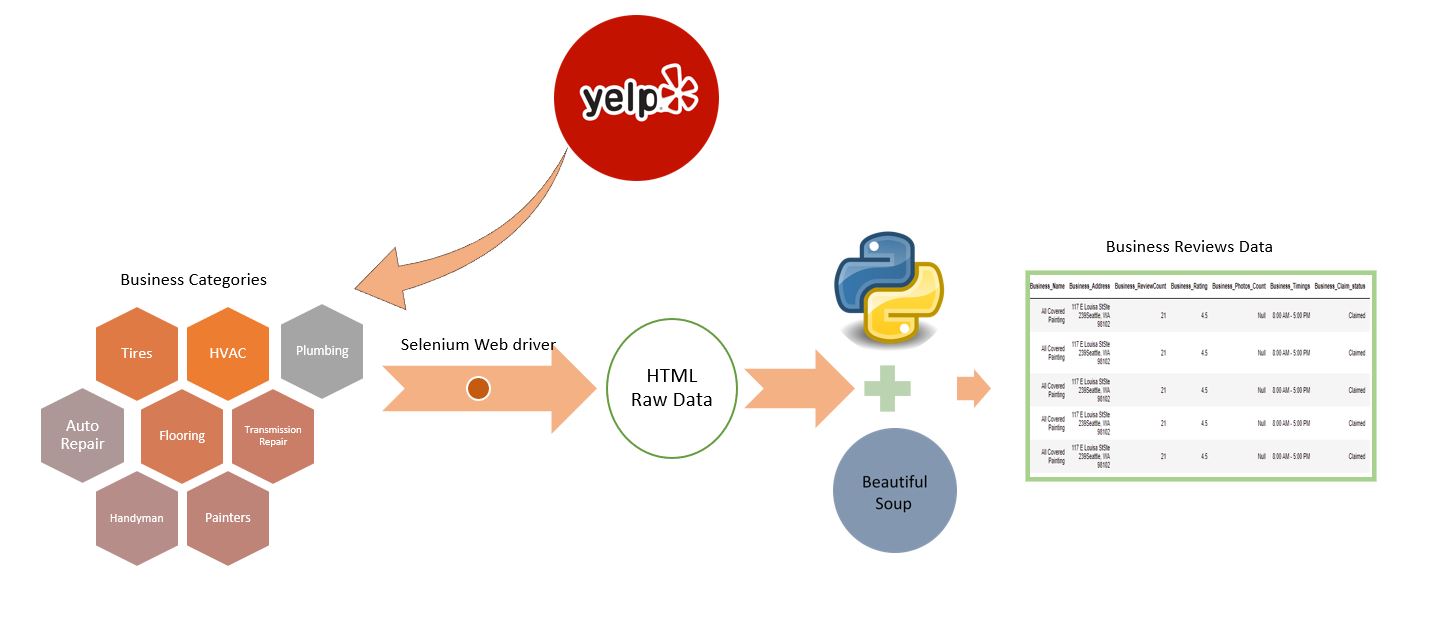 yelp
Business Reviews Data
Business Categories
Business_Name Business_Address Business_ReviewCount Business_Rating Business_Photos_Count Business_Timings Business_Claim_status
All Covered
Painting
117 E Louisa StSte
239Seattle, WA
98102
21 4.5 Null 8:00 AM - 5:00 PM Claimed
All Covered
Painting
117 E Louisa StSte
239Seattle, WA
98102
21 4.5 Null 8:00 AM - 5:00 PM Claimed
All Covered
Painting
117 E Louisa StSte
239Seattle, WA
98102
21 4.5 Null 8:00 AM - 5:00 PM Claimed
All Covered
Painting
117 E Louisa StSte
239Seattle, WA
98102
21 4.5 Null 8:00 AM - 5:00 PM Claimed
All Covered
Painting
117 E Louisa StSte
239Seattle, WA
98102
21 4.5 Null 8:00 AM - 5:00 PM Claimed
Tires
HVAC
Plumbing
Selenium Web driver
HTML
Raw Data
Auto
Repair
Flooring
Transmission
Repair
Beautiful
Soup
Handyman
Painters